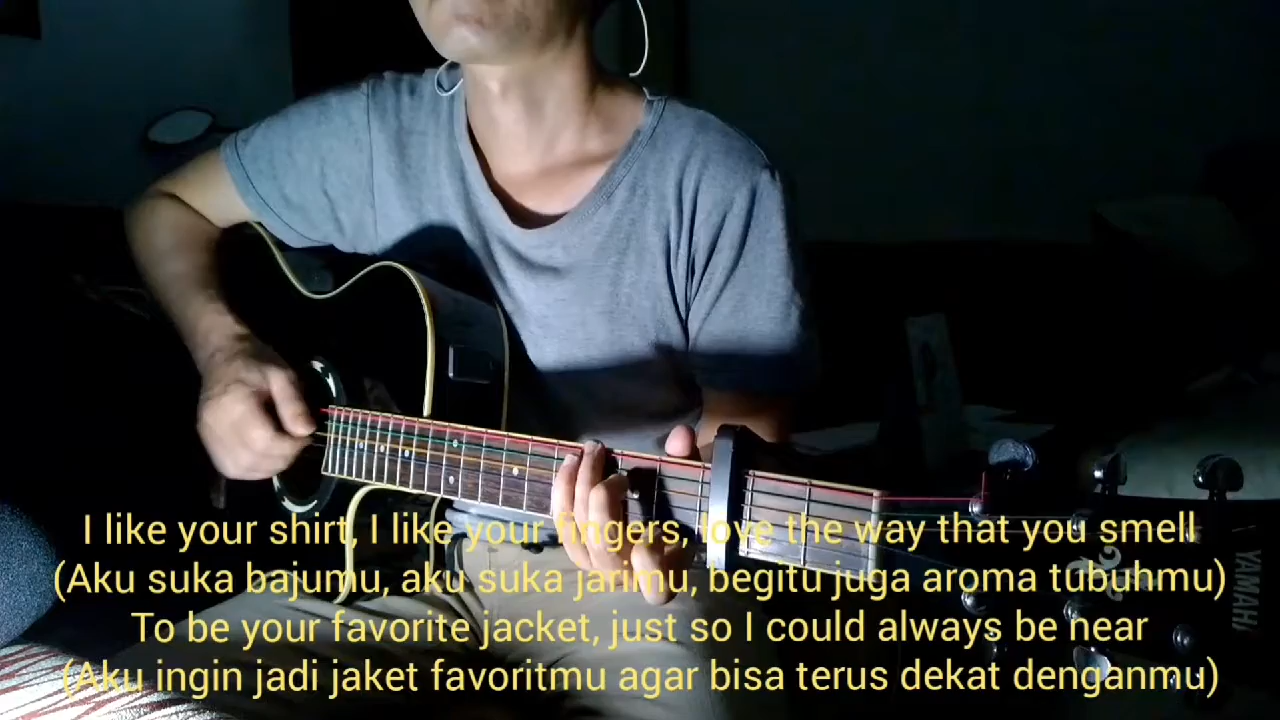 I like your shirt, I like your fingers, love the way that you smell
(Aku suka bajumu, aku suka jarimu, begitu juga aroma tubuhmu)
To be your favorite jacket, just so I could always be near
(Aku ingin jadi jaket favoritmu agar bisa terus dekat denganmu)
YAMAHA